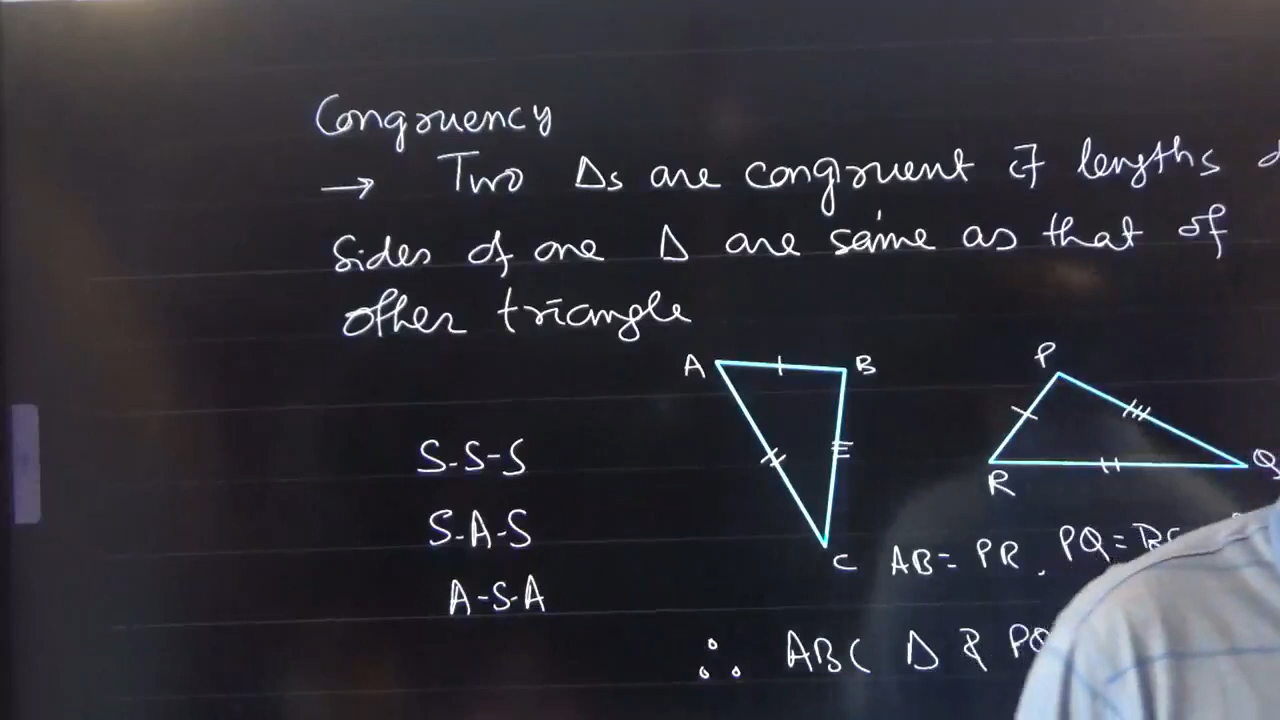 Congruency
→ Two Δs are congruent if lengths
sides of one Δ are same as that of
other triangle
A B P
S-S-S
R Q
S-A-S
C AB = PR, PQ = BC
A-S-A
∴ ABC Δ & PQ